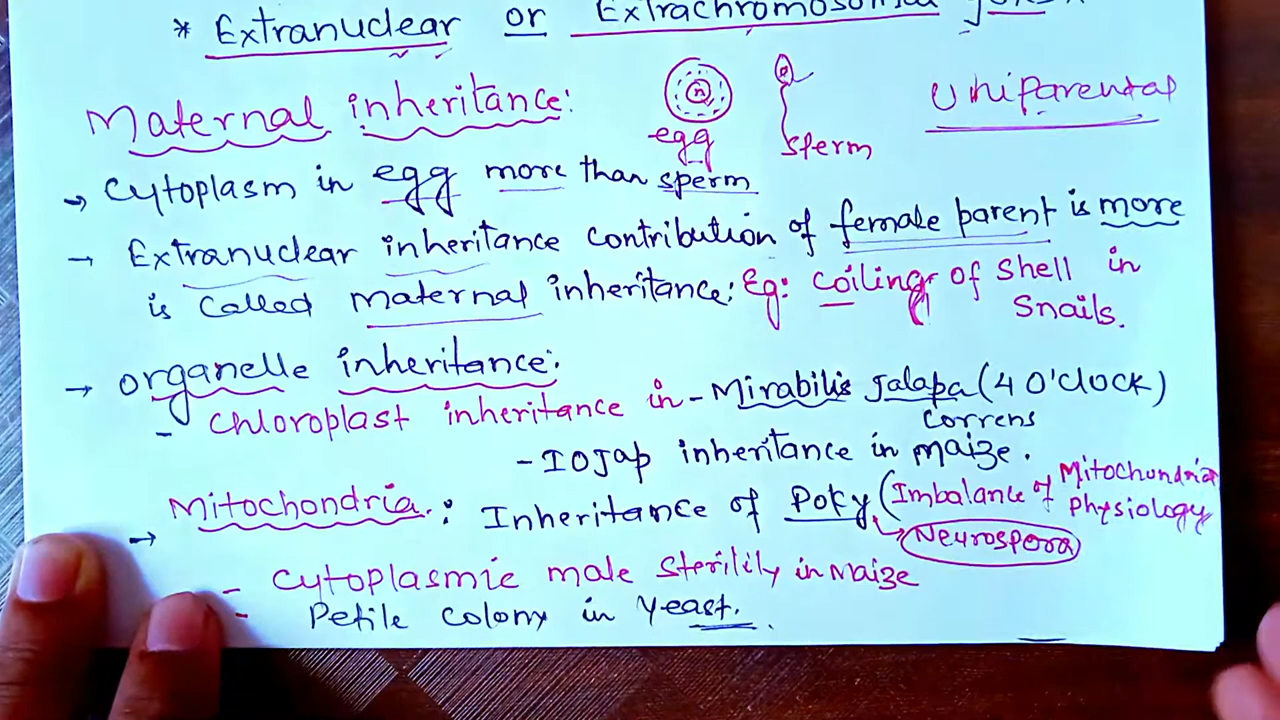 * Extranuclear or Extrachromosomal
Maternal inheritance:
egg
sperm
Uniparental
→ Cytoplasm in egg more than sperm
→ Extranuclear inheritance contribution of female parent is more
is called maternal inheritance: Eg: coiling of shell in
Snails.
→ organelle inheritance:
- Chloroplast inheritance in - Mirabilis Jalapa (4 O'clock)
Correns
- IOJap inheritance in maize.
→ Mitochondria: Inheritance of Poky (Imbalance of Mitochondria
Physiology
Neurospora
- Cytoplasmic male sterility in Maize
- Petile colony in Yeast.